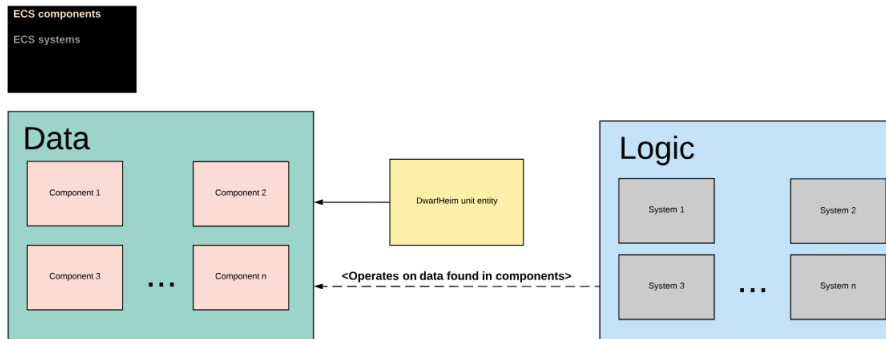 ECS components
ECS systems
Data
Component 1
Component 2
Component 3
...
Component n
DwarfHeim unit entity
<Operates on data found in components>
Logic
System 1
System 2
System 3
...
System n